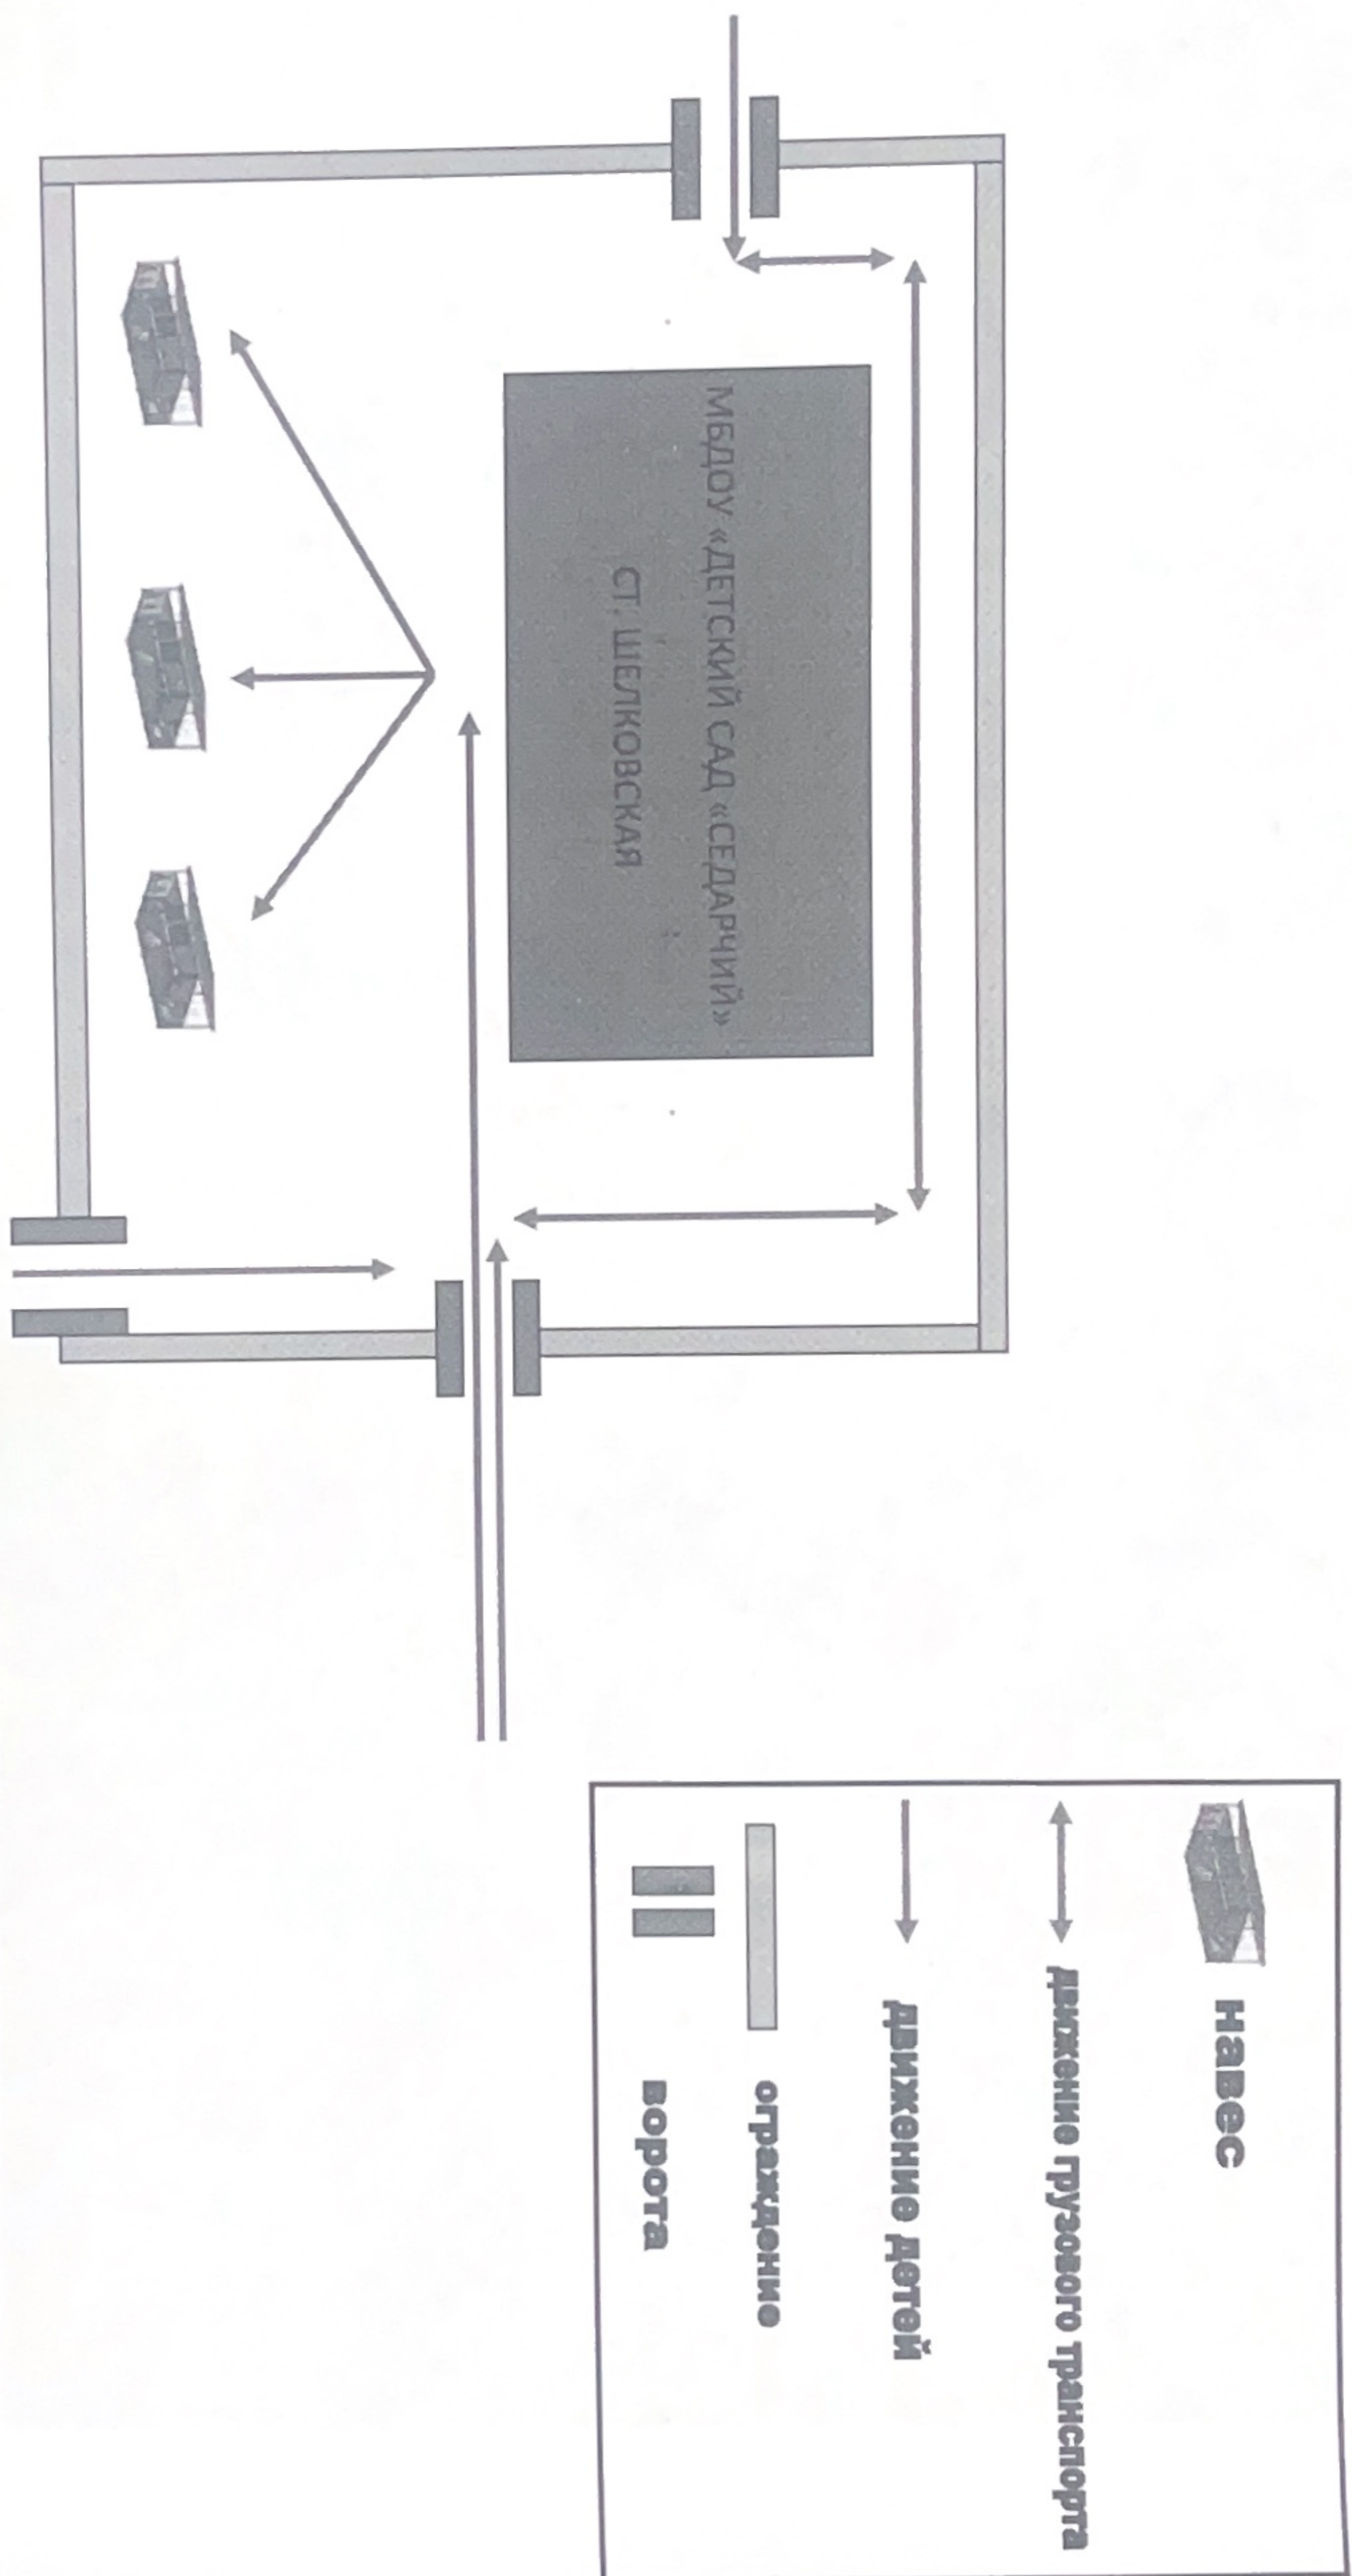 МБДОУ «ДЕТСКИЙ САД «СЕДАРЧИЙ»
СТ. ШЕЛКОВСКАЯ
навес
движение грузового транспорта
движение детей
ограждение
ворота